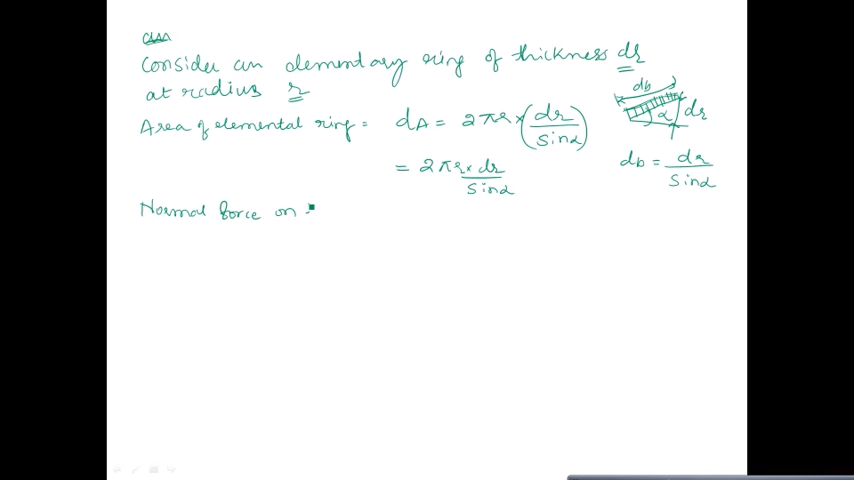 Consider an elementary ring of thickness dr
at radius r
Area of elemental ring = dA = 2πr × (dr / sinα)
= 2πr × dr / sinα
db
α
dr
db = dr / sinα
Normal force on